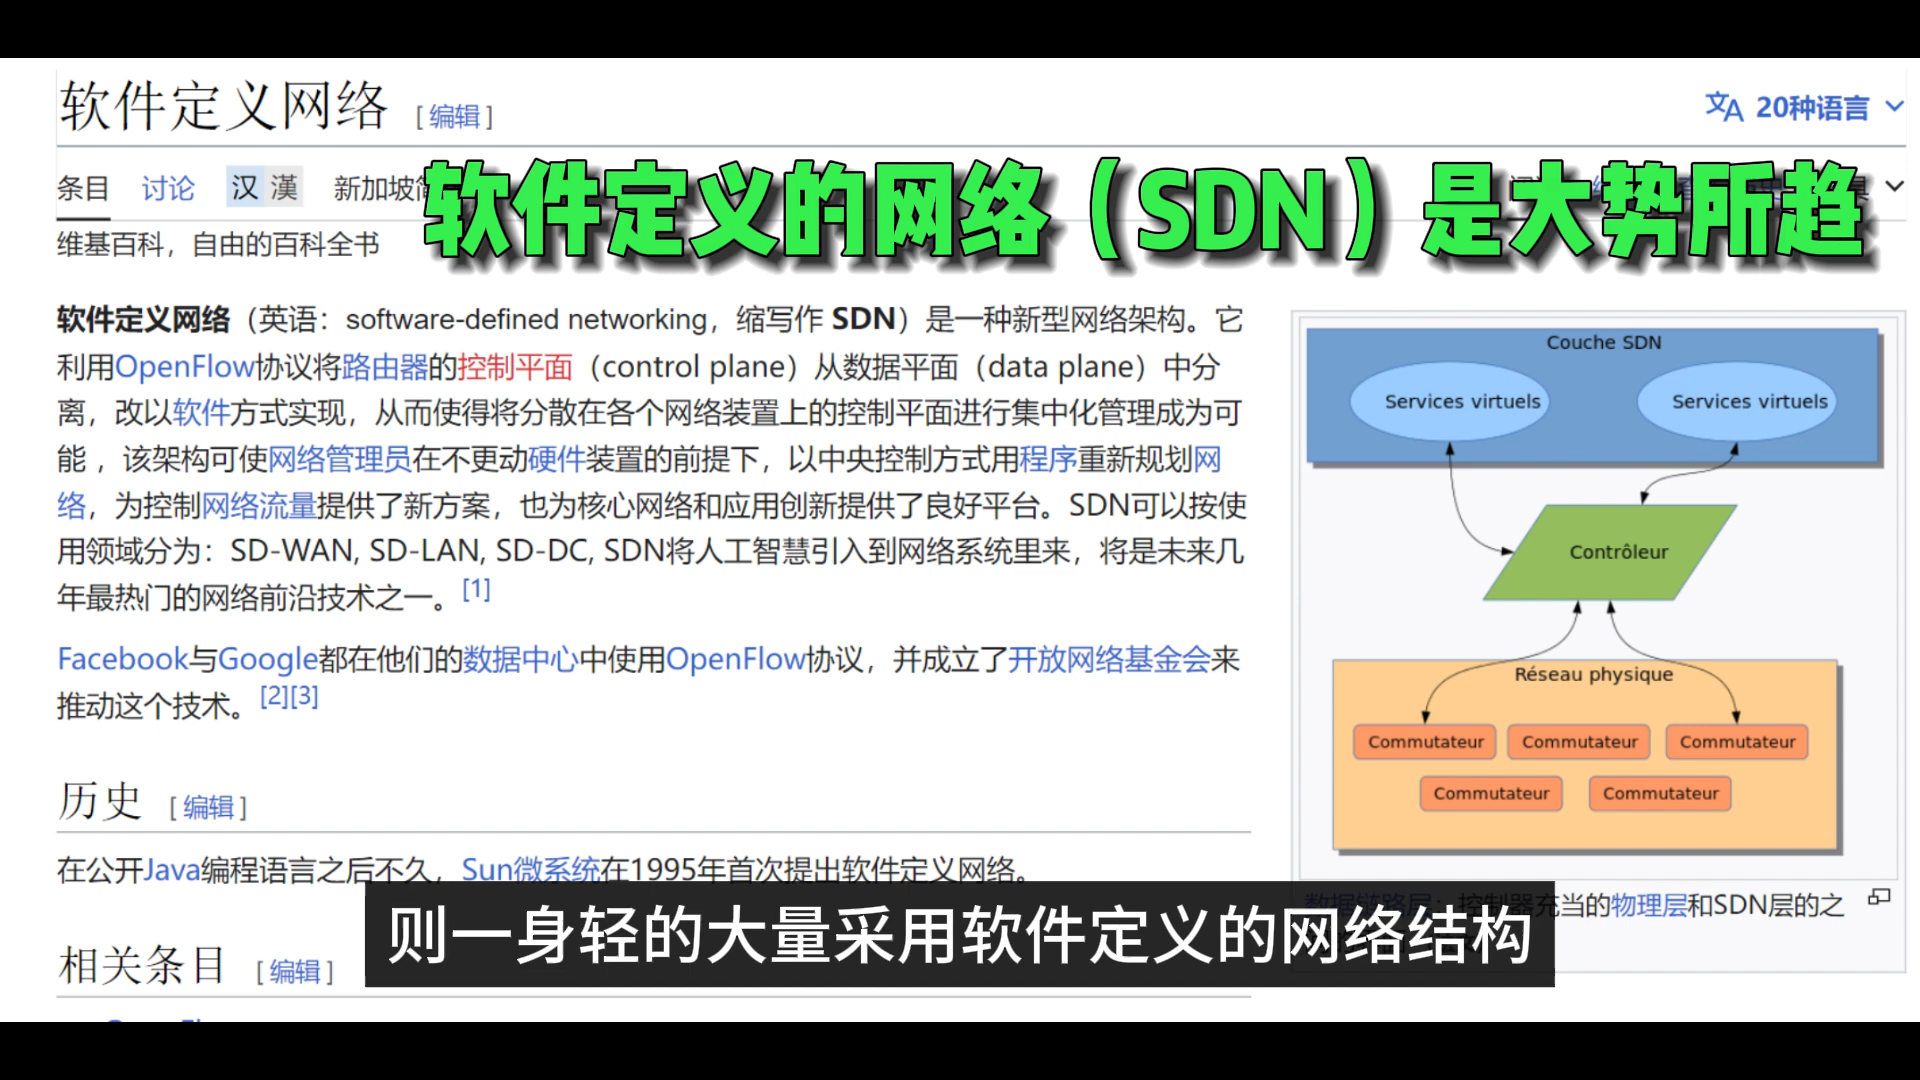 软件定义网络 [编辑]
20种语言
软件定义的网络（SDN）是大势所趋
条目 讨论 汉 漢 新加坡简
维基百科，自由的百科全书
软件定义网络（英语：software-defined networking，缩写作 SDN）是一种新型网络架构。它
利用OpenFlow协议将路由器的控制平面（control plane）从数据平面（data plane）中分
离，改以软件方式实现，从而使得将分散在各个网络装置上的控制平面进行集中化管理成为可
能 ，该架构可使网络管理员在不更动硬件装置的前提下，以中央控制方式用程序重新规划网
络，为控制网络流量提供了新方案，也为核心网络和应用创新提供了良好平台。SDN可以按使
用领域分为：SD-WAN, SD-LAN, SD-DC, SDN将人工智慧引入到网络系统里来，将是未来几
年最热门的网络前沿技术之一。[1]
Facebook与Google都在他们的数据中心中使用OpenFlow协议，并成立了开放网络基金会来
推动这个技术。[2][3]
历史 [编辑]
在公开Java编程语言之后不久，Sun微系统在1995年首次提出软件定义网络。
相关条目 [编辑]
Couche SDN
Services virtuels Services virtuels
Contrôleur
Réseau physique
Commutateur Commutateur Commutateur
Commutateur Commutateur
数据链路层：控制器充当的物理层和SDN层的之
则一身轻的大量采用软件定义的网络结构